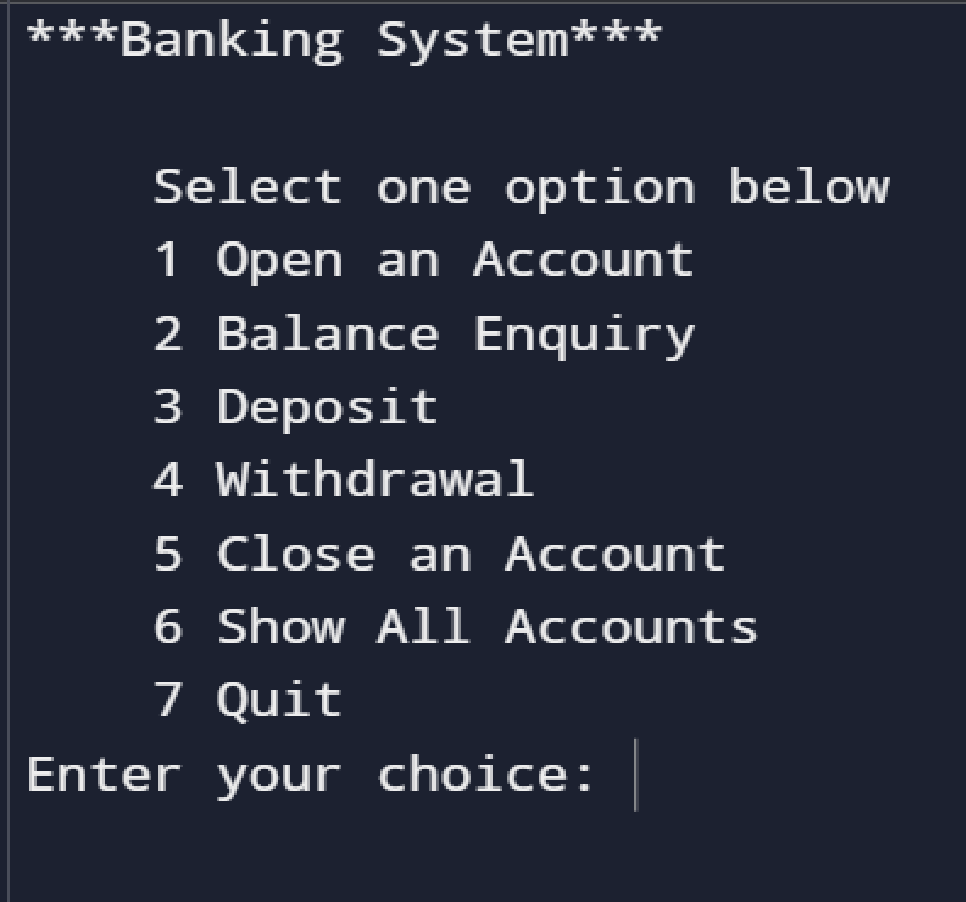 ***Banking System***
Select one option below
1 Open an Account
2 Balance Enquiry
3 Deposit
4 Withdrawal
5 Close an Account
6 Show All Accounts
7 Quit
Enter your choice: